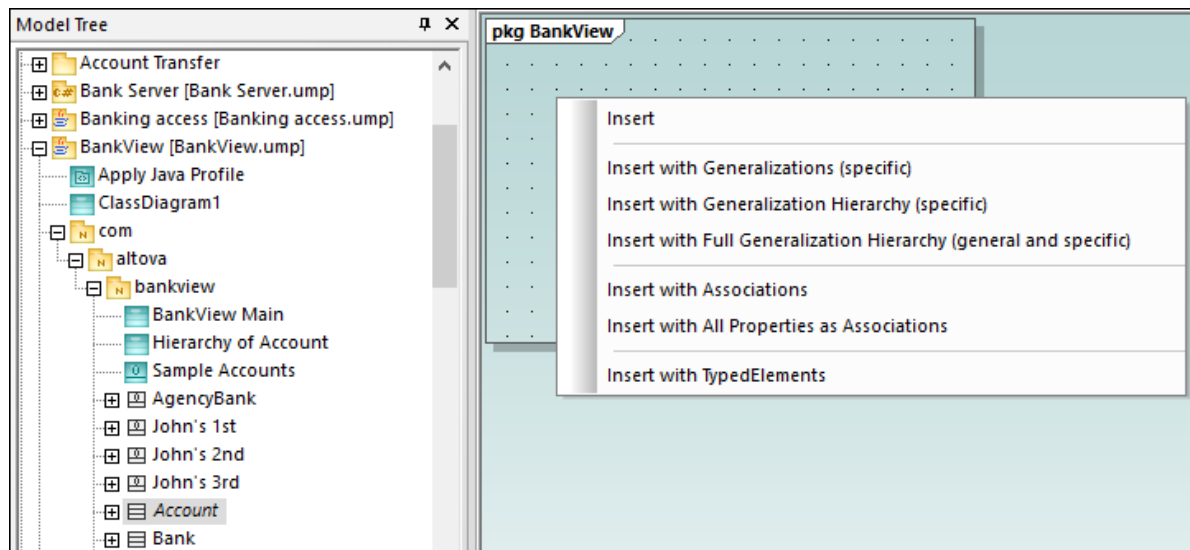 Model Tree
Account Transfer
Bank Server [Bank Server.ump]
Banking access [Banking access.ump]
BankView [BankView.ump]
Apply Java Profile
ClassDiagram1
com
altova
bankview
BankView Main
Hierarchy of Account
Sample Accounts
AgencyBank
John's 1st
John's 2nd
John's 3rd
Account
Bank
pkg BankView
Insert
Insert with Generalizations (specific)
Insert with Generalization Hierarchy (specific)
Insert with Full Generalization Hierarchy (general and specific)
Insert with Associations
Insert with All Properties as Associations
Insert with TypedElements